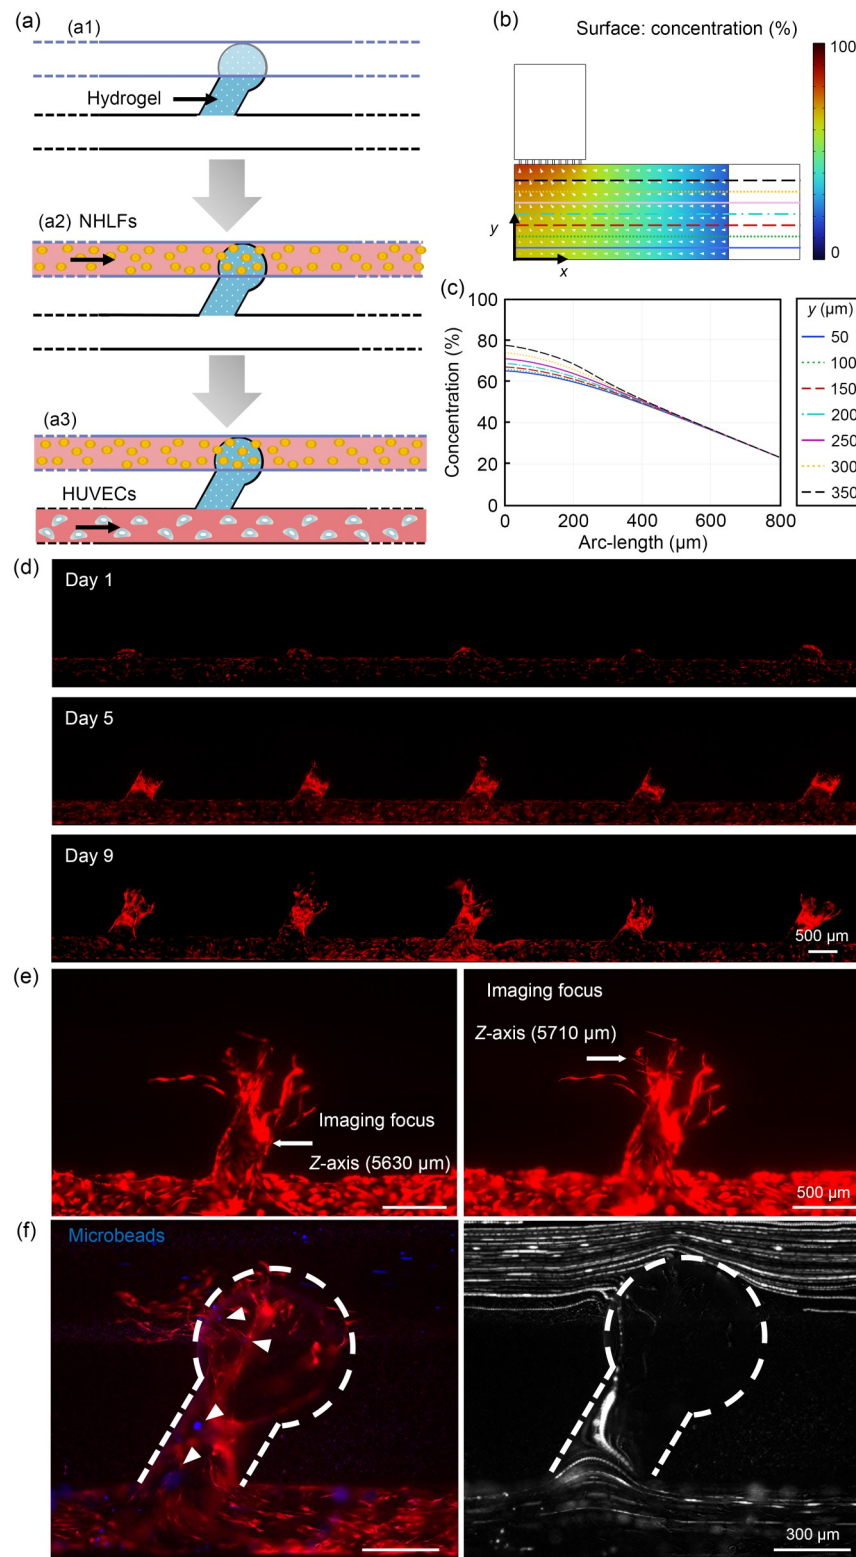 (a)
(a1)
Hydrogel
(a2) NHLFs
(a3)
HUVECs
(b)
Surface: concentration (%)
100
0
y
x
(c)
Concentration (%)
100
80
60
40
20
0
0
200
400
600
800
Arc-length (μm)
y (μm)
50
100
150
200
250
300
350
(d)
Day 1
Day 5
Day 9
500 μm
(e)
Imaging focus
Z-axis (5630 μm)
Imaging focus
Z-axis (5710 μm)
500 μm
(f)
Microbeads
300 μm